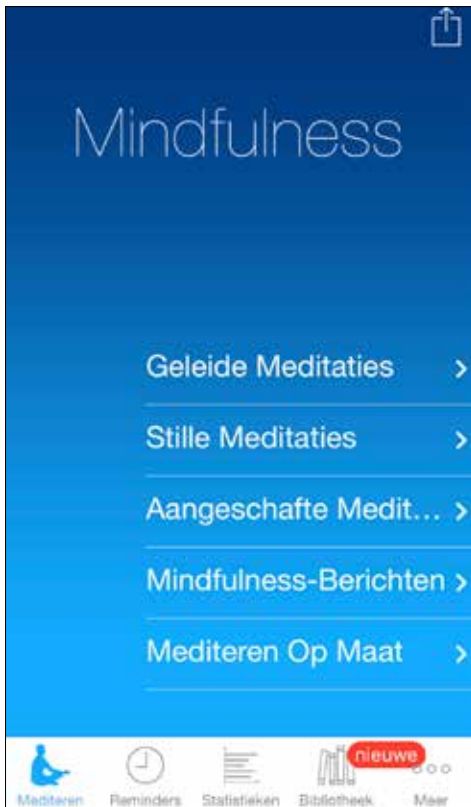 Mindfulness
Geleide Meditaties
Stille Meditaties
Aangeschafte Medit...
Mindfulness-Berichten
Mediteren Op Maat
nieuwe
Mediteren Reminders Statistieken Bibliotheek Meer